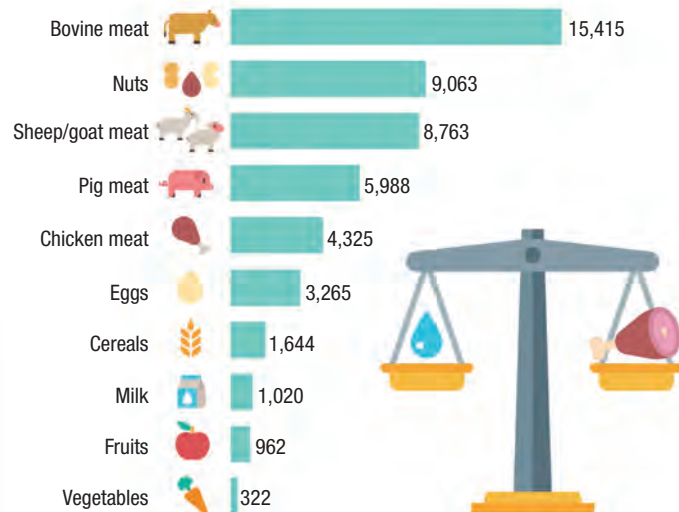 Bovine meat 15,415
Nuts 9,063
Sheep/goat meat 8,763
Pig meat 5,988
Chicken meat 4,325
Eggs 3,265
Cereals 1,644
Milk 1,020
Fruits 962
Vegetables 322